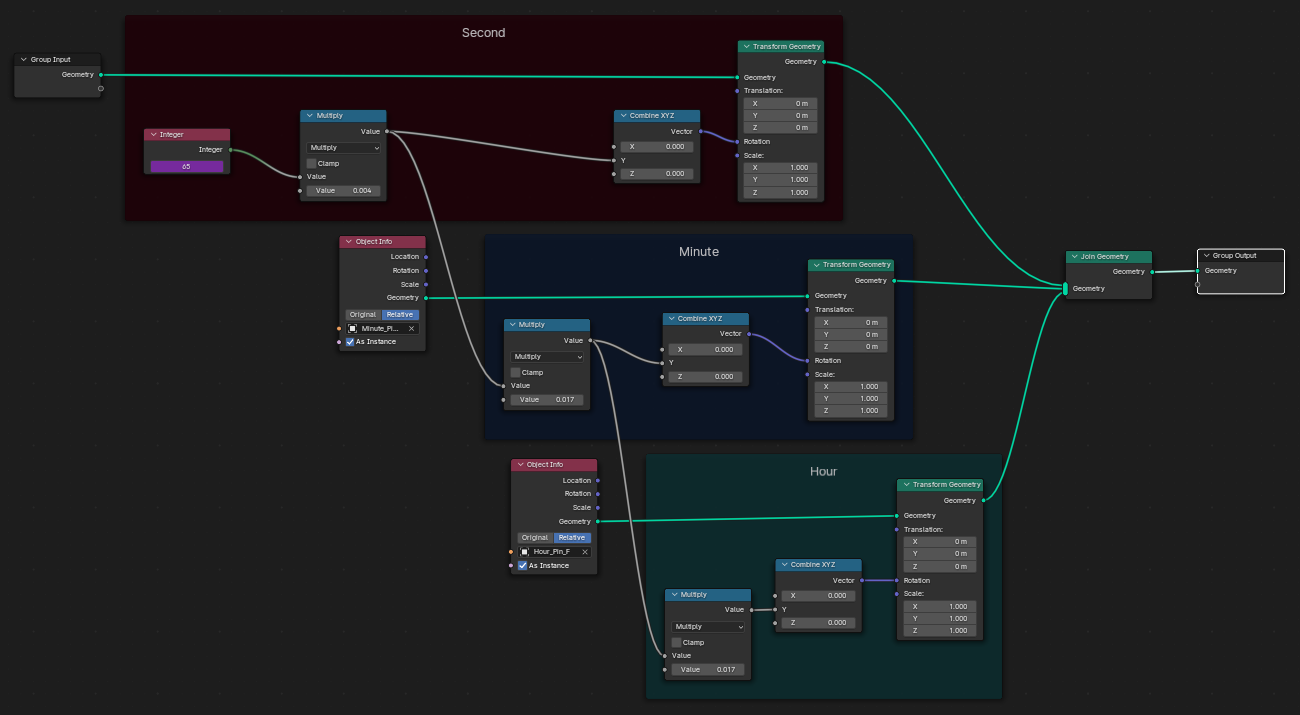 Second
Group Input
Geometry
Integer
Integer
65
Multiply
Value
Multiply
Clamp
Value
Value 0.004
Combine XYZ
Vector
X 0.000
Y
Z 0.000
Transform Geometry
Geometry
Geometry
Translation:
X 0 m
Y 0 m
Z 0 m
Rotation
Scale:
X 1.000
Y 1.000
Z 1.000
Object Info
Location
Rotation
Scale
Geometry
Original Relative
Minute_Pi...
As Instance
Minute
Multiply
Value
Multiply
Clamp
Value
Value 0.017
Combine XYZ
Vector
X 0.000
Y
Z 0.000
Transform Geometry
Geometry
Geometry
Translation:
X 0 m
Y 0 m
Z 0 m
Rotation
Scale:
X 1.000
Y 1.000
Z 1.000
Join Geometry
Geometry
Geometry
Group Output
Geometry
Object Info
Location
Rotation
Scale
Geometry
Original Relative
Hour_Pin_F
As Instance
Hour
Multiply
Value
Multiply
Clamp
Value
Value 0.017
Combine XYZ
Vector
X 0.000
Y
Z 0.000
Transform Geometry
Geometry
Geometry
Translation:
X 0 m
Y 0 m
Z 0 m
Rotation
Scale:
X 1.000
Y 1.000
Z 1.000